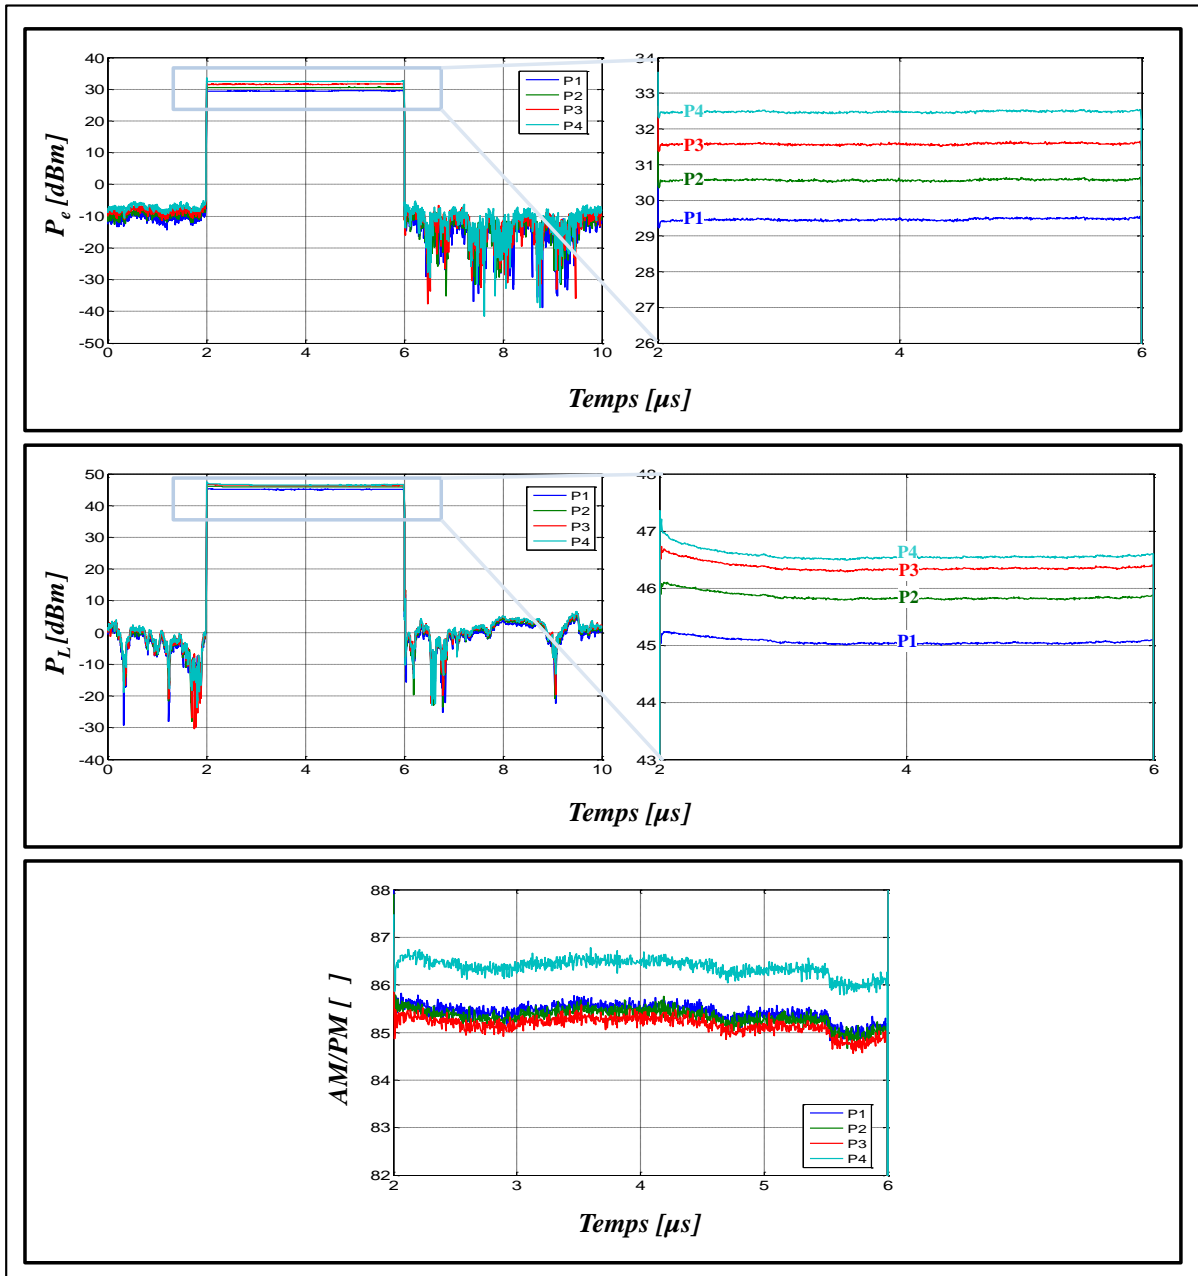 40
30
20
10
0
-10
-20
-30
-40
-50
0 2 4 6 8 10
P1
P2
P3
P4
P_e [dBm]
34
33
32
31
30
29
28
27
26
2 4 6
P4
P3
P2
P1
Temps [µs]
50
40
30
20
10
0
-10
-20
-30
-40
0 2 4 6 8 10
P1
P2
P3
P4
P_L [dBm]
48
47
46
45
44
43
2 4 6
P4
P3
P2
P1
Temps [µs]
88
87
86
85
84
83
82
2 3 4 5 6
P1
P2
P3
P4
AM/PM [ ]
Temps [µs]